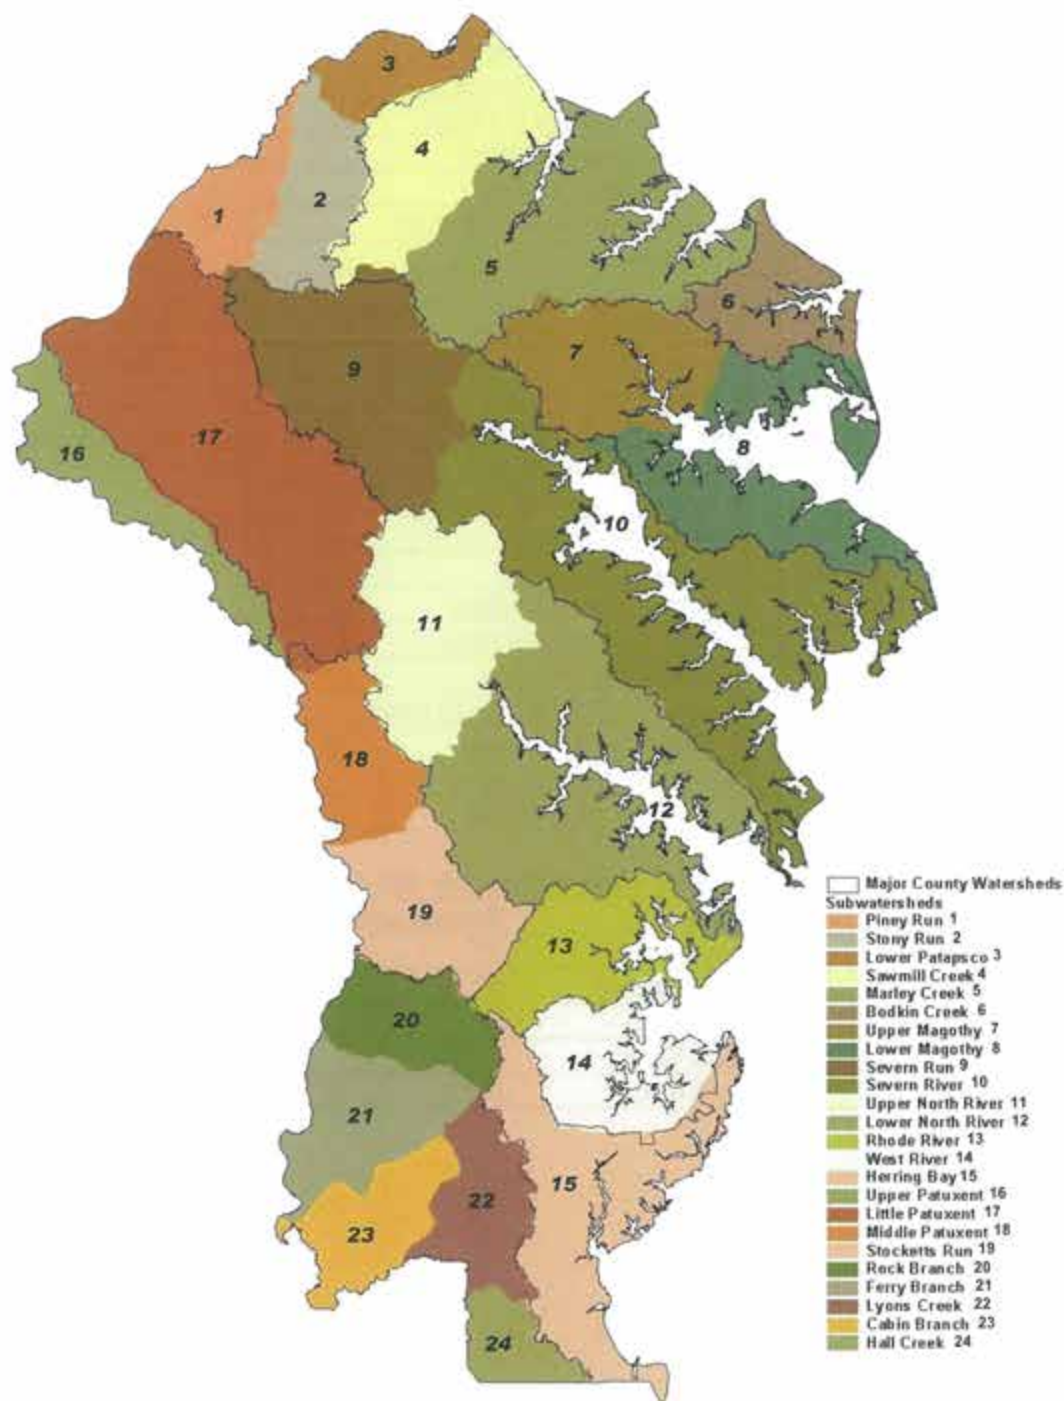 3
4
2
1
5
6
7
9
8
17
16
10
11
18
12
19
13
20
14
21
15
22
23
24
Major County Watersheds
Subwatersheds
Piney Run 1
Stony Run 2
Lower Patapsco 3
Sawmill Creek 4
Marley Creek 5
Bodkin Creek 6
Upper Magothy 7
Lower Magothy 8
Severn Run 9
Severn River 10
Upper North River 11
Lower North River 12
Rhode River 13
West River 14
Herring Bay 15
Upper Patuxent 16
Little Patuxent 17
Middle Patuxent 18
Stocketts Run 19
Rock Branch 20
Ferry Branch 21
Lyons Creek 22
Cabin Branch 23
Hall Creek 24